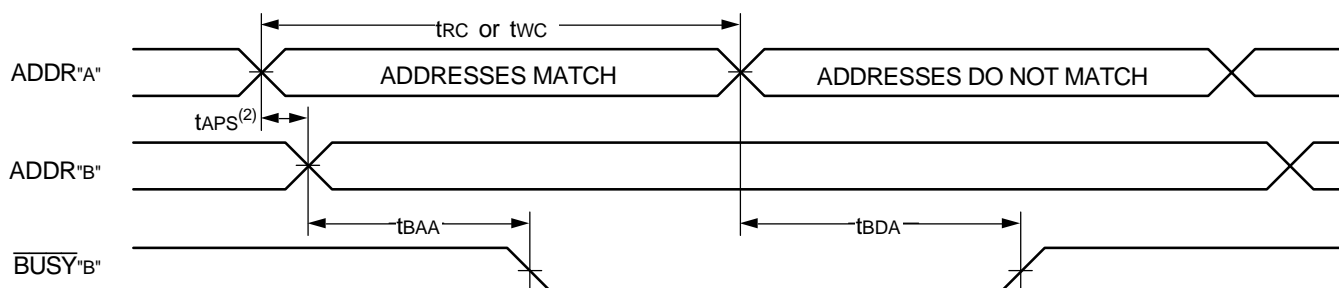 tRC or tWC
ADDR"A"
ADDRESSES MATCH
ADDRESSES DO NOT MATCH
tAPS(2)
ADDR"B"
tBAA
tBDA
BUSY"B"